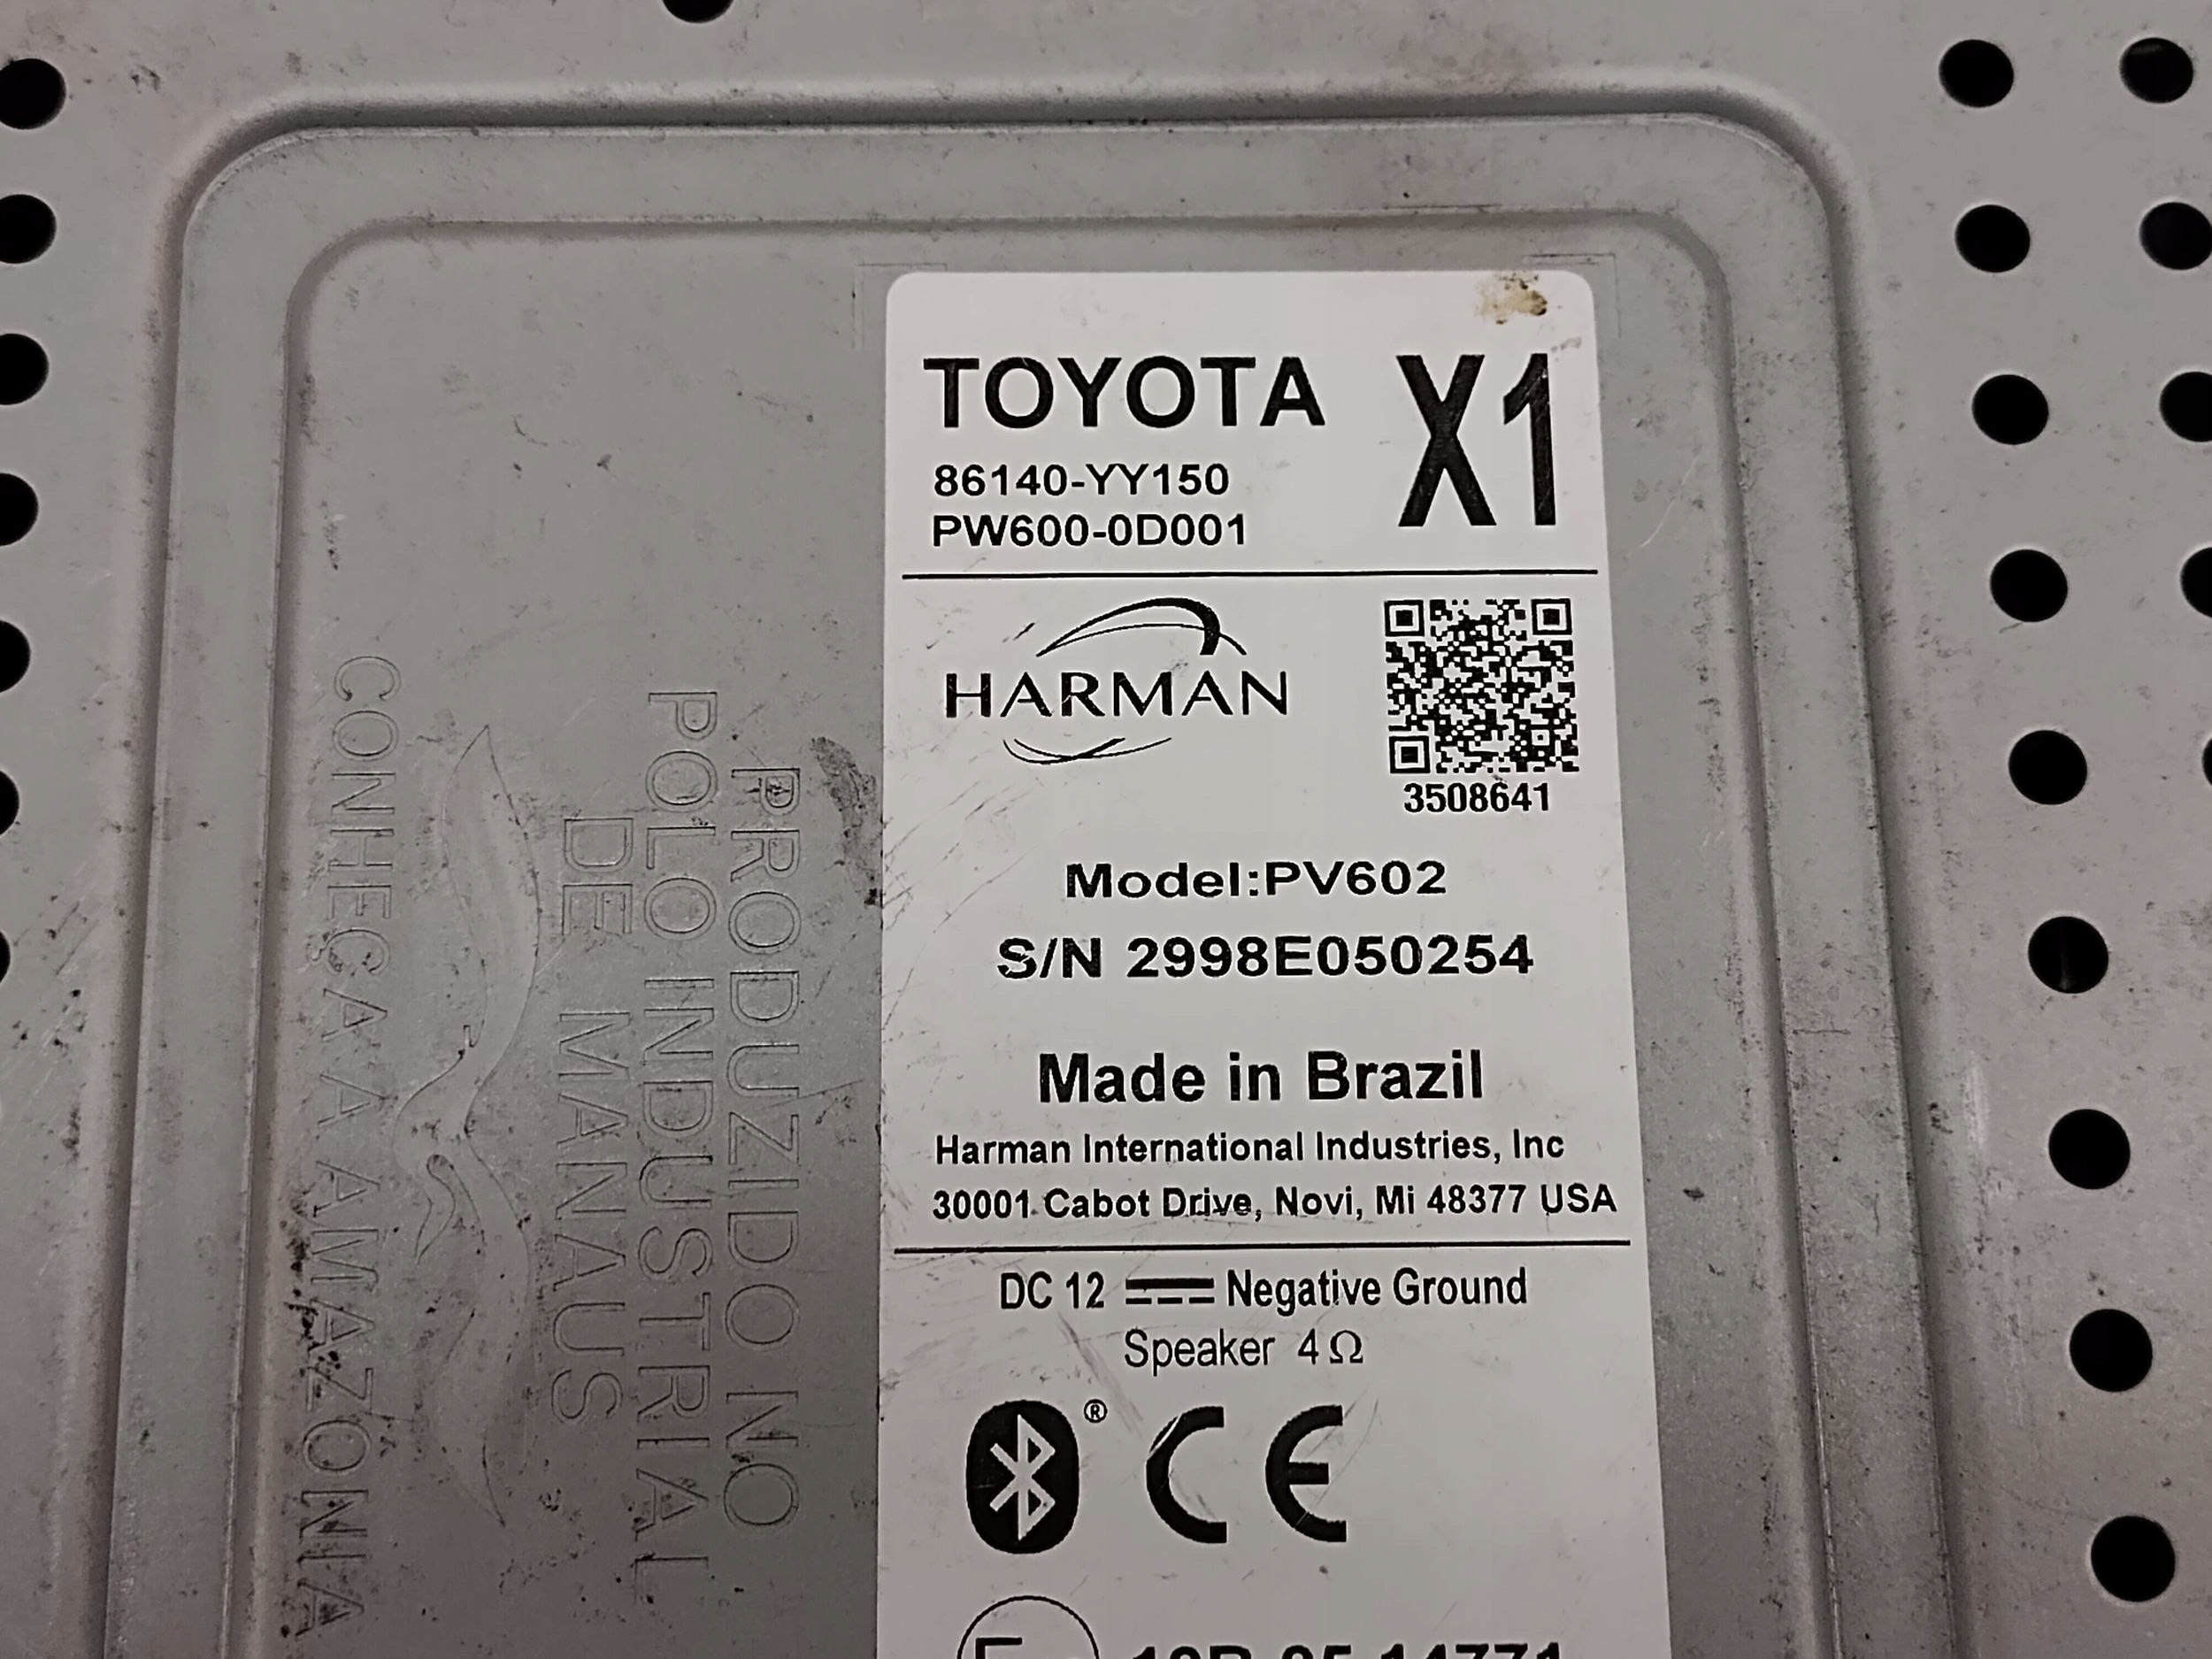 TOYOTA X1
86140-YY150
PW600-0D001
HARMAN
3508641
Model:PV602
S/N 2998E050254
Made in Brazil
Harman International Industries, Inc
30001 Cabot Drive, Novi, Mi 48377 USA
DC 12 Negative Ground
Speaker 4Ω
® CE
PRODUZIDO NO
POLO INDUSTRIAL
DE MANAUS
CONHEÇA A AMAZONIA